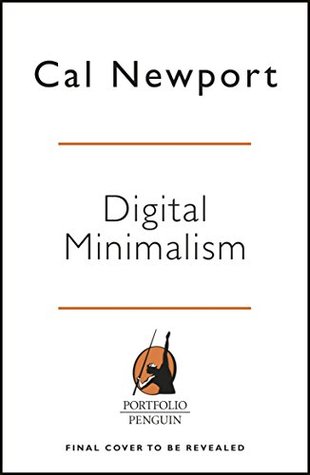 Cal Newport
Digital
Minimalism
PORTFOLIO
PENGUIN
FINAL COVER TO BE REVEALED